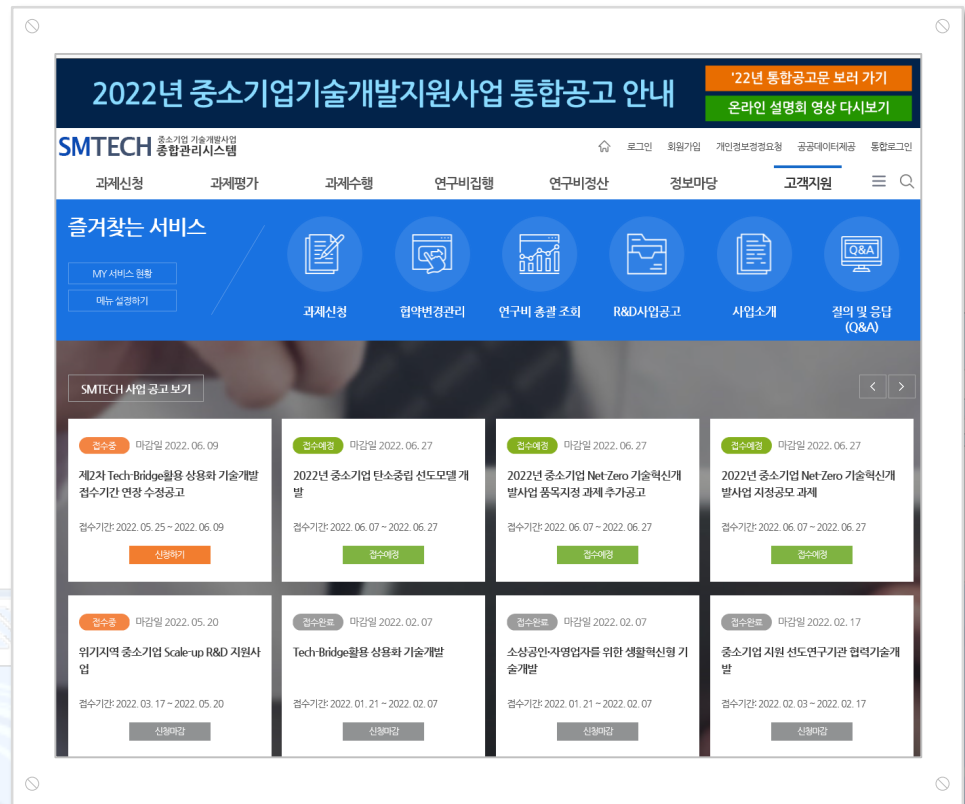 2022년 중소기업기술개발지원사업 통합공고 안내
'22년 통합공고문 보러 가기
온라인 설명회 영상 다시보기
SMTECH 중소기업 기술개발사업 종합관리시스템
로그인 회원가입 개인정보정정요청 공공데이터제공 통합로그인
과제신청 과제평가 과제수행 연구비집행 연구비정산 정보마당 고객지원
즐겨찾는 서비스
MY 서비스 현황
메뉴 설정하기
Q&A
과제신청 협약변경관리 연구비 총괄 조회 R&D사업공고 사업소개 질의 및 응답
(Q&A)
SMTECH 사업 공고 보기
접수중 마감일 2022. 06. 09
제2차 Tech-Bridge활용 상용화 기술개발
접수기간 연장 수정공고
접수기간: 2022. 05. 25 ~ 2022. 06. 09
신청하기
접수예정 마감일 2022. 06. 27
2022년 중소기업 탄소중립 선도모델 개
발
접수기간: 2022. 06. 07 ~ 2022. 06. 27
접수예정
접수예정 마감일 2022. 06. 27
2022년 중소기업 Net-Zero 기술혁신개
발사업 품목지정 과제 추가공고
접수기간: 2022. 06. 07 ~ 2022. 06. 27
접수예정
접수예정 마감일 2022. 06. 27
2022년 중소기업 Net-Zero 기술혁신개
발사업 지정공모 과제
접수기간: 2022. 06. 07 ~ 2022. 06. 27
접수예정
접수중 마감일 2022. 05. 20
위기지역 중소기업 Scale-up R&D 지원사
업
접수기간: 2022. 03. 17 ~ 2022. 05. 20
신청마감
접수완료 마감일 2022. 02. 07
Tech-Bridge활용 상용화 기술개발
접수기간: 2022. 01. 21 ~ 2022. 02. 07
신청마감
접수완료 마감일 2022. 02. 07
소상공인·자영업자를 위한 생활혁신형 기
술개발
접수기간: 2022. 01. 21 ~ 2022. 02. 07
신청마감
접수완료 마감일 2022. 02. 17
중소기업 지원 선도연구기관 협력기술개
발
접수기간: 2022. 02. 03 ~ 2022. 02. 17
신청마감